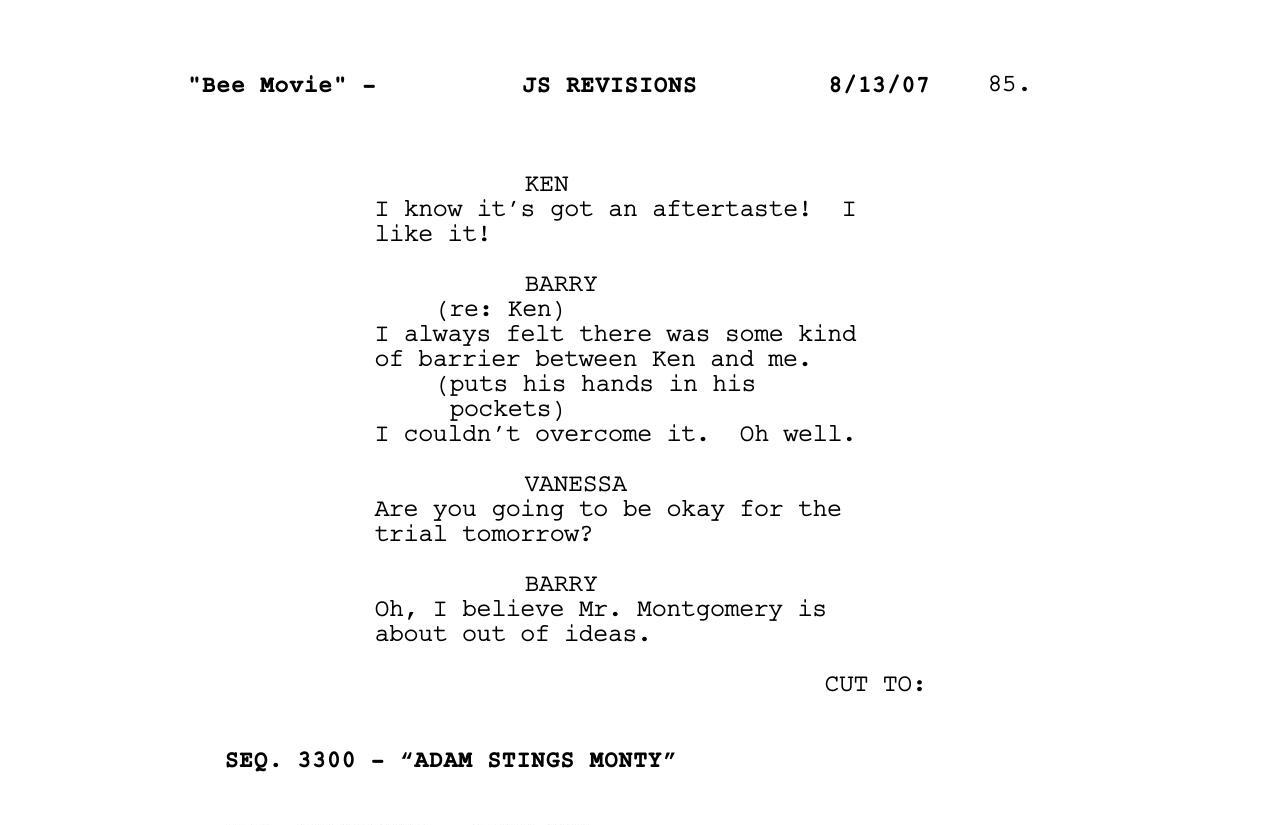 "Bee Movie" - JS REVISIONS 8/13/07 85.
KEN
I know it’s got an aftertaste!  I
like it!
BARRY
(re: Ken)
I always felt there was some kind
of barrier between Ken and me.
(puts his hands in his
pockets)
I couldn’t overcome it.  Oh well.
VANESSA
Are you going to be okay for the
trial tomorrow?
BARRY
Oh, I believe Mr. Montgomery is
about out of ideas.
CUT TO:
SEQ. 3300 - “ADAM STINGS MONTY”